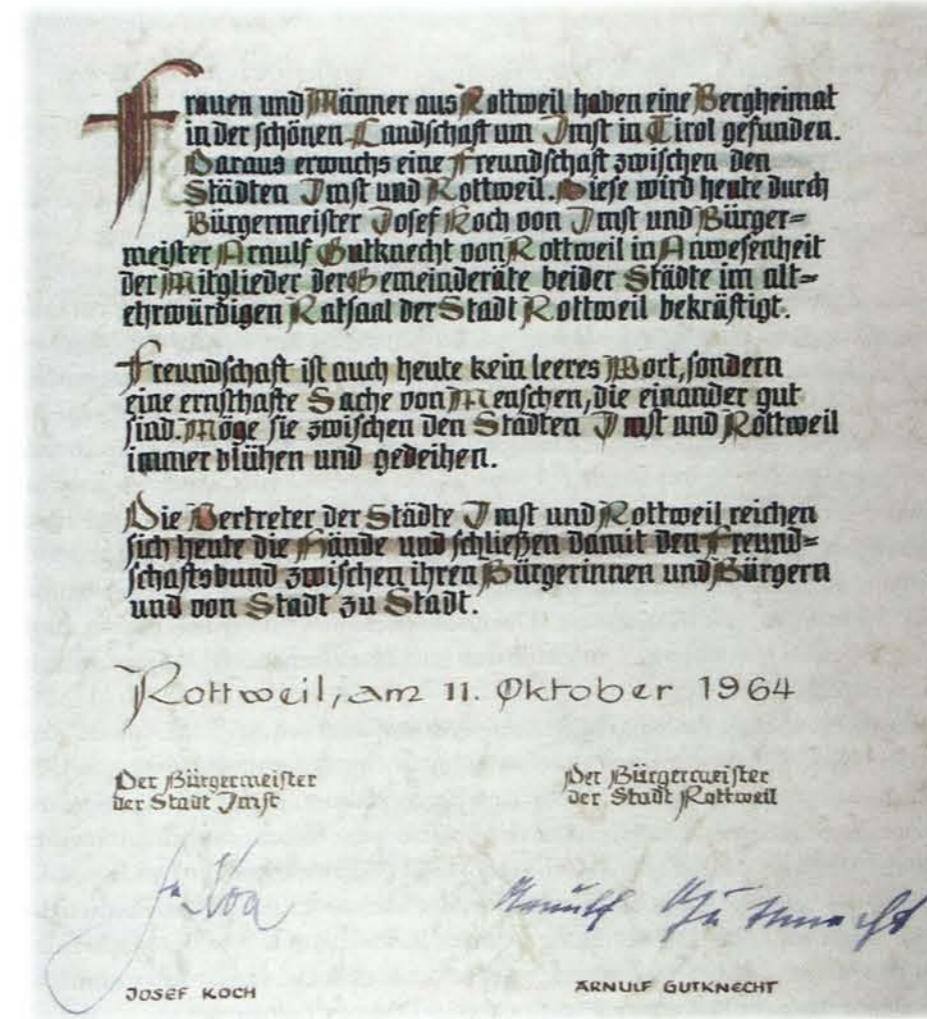 Frauen und Männer aus Rottweil haben eine Bergheimat
in der schönen Landschaft um Imst in Tirol gefunden.
Daraus erwuchs eine Freundschaft zwischen den
Städten Imst und Rottweil. Diese wird heute durch
Bürgermeister Josef Koch von Imst und Bürger=
meister Arnulf Gutknecht von Rottweil in Anwesenheit
der Mitglieder der Gemeinderäte beider Städte im alt=
ehrwürdigen Ratsaal der Stadt Rottweil bekräftigt.
Freundschaft ist auch heute kein leeres Wort, sondern
eine ernsthafte Sache von Menschen, die einander gut
sind. Möge sie zwischen den Städten Imst und Rottweil
immer blühen und gedeihen.
Die Vertreter der Städte Imst und Rottweil reichen
sich heute die Hände und schließen damit den Freund=
schaftsbund zwischen ihren Bürgerinnen und Bürgern
und von Stadt zu Stadt.
Rottweil, am 11. Oktober 1964
Der Bürgermeister
der Stadt Imst
Der Bürgermeister
der Stadt Rottweil
Arnulf Gutknecht
JOSEF KOCH
ARNULF GUTKNECHT